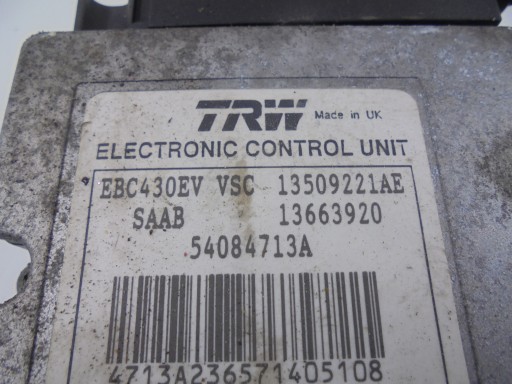 TRW Made in UK
ELECTRONIC CONTROL UNIT
EBC430EV VSC 13509221AE
SAAB 13663920
54084713A
4713A236571405108